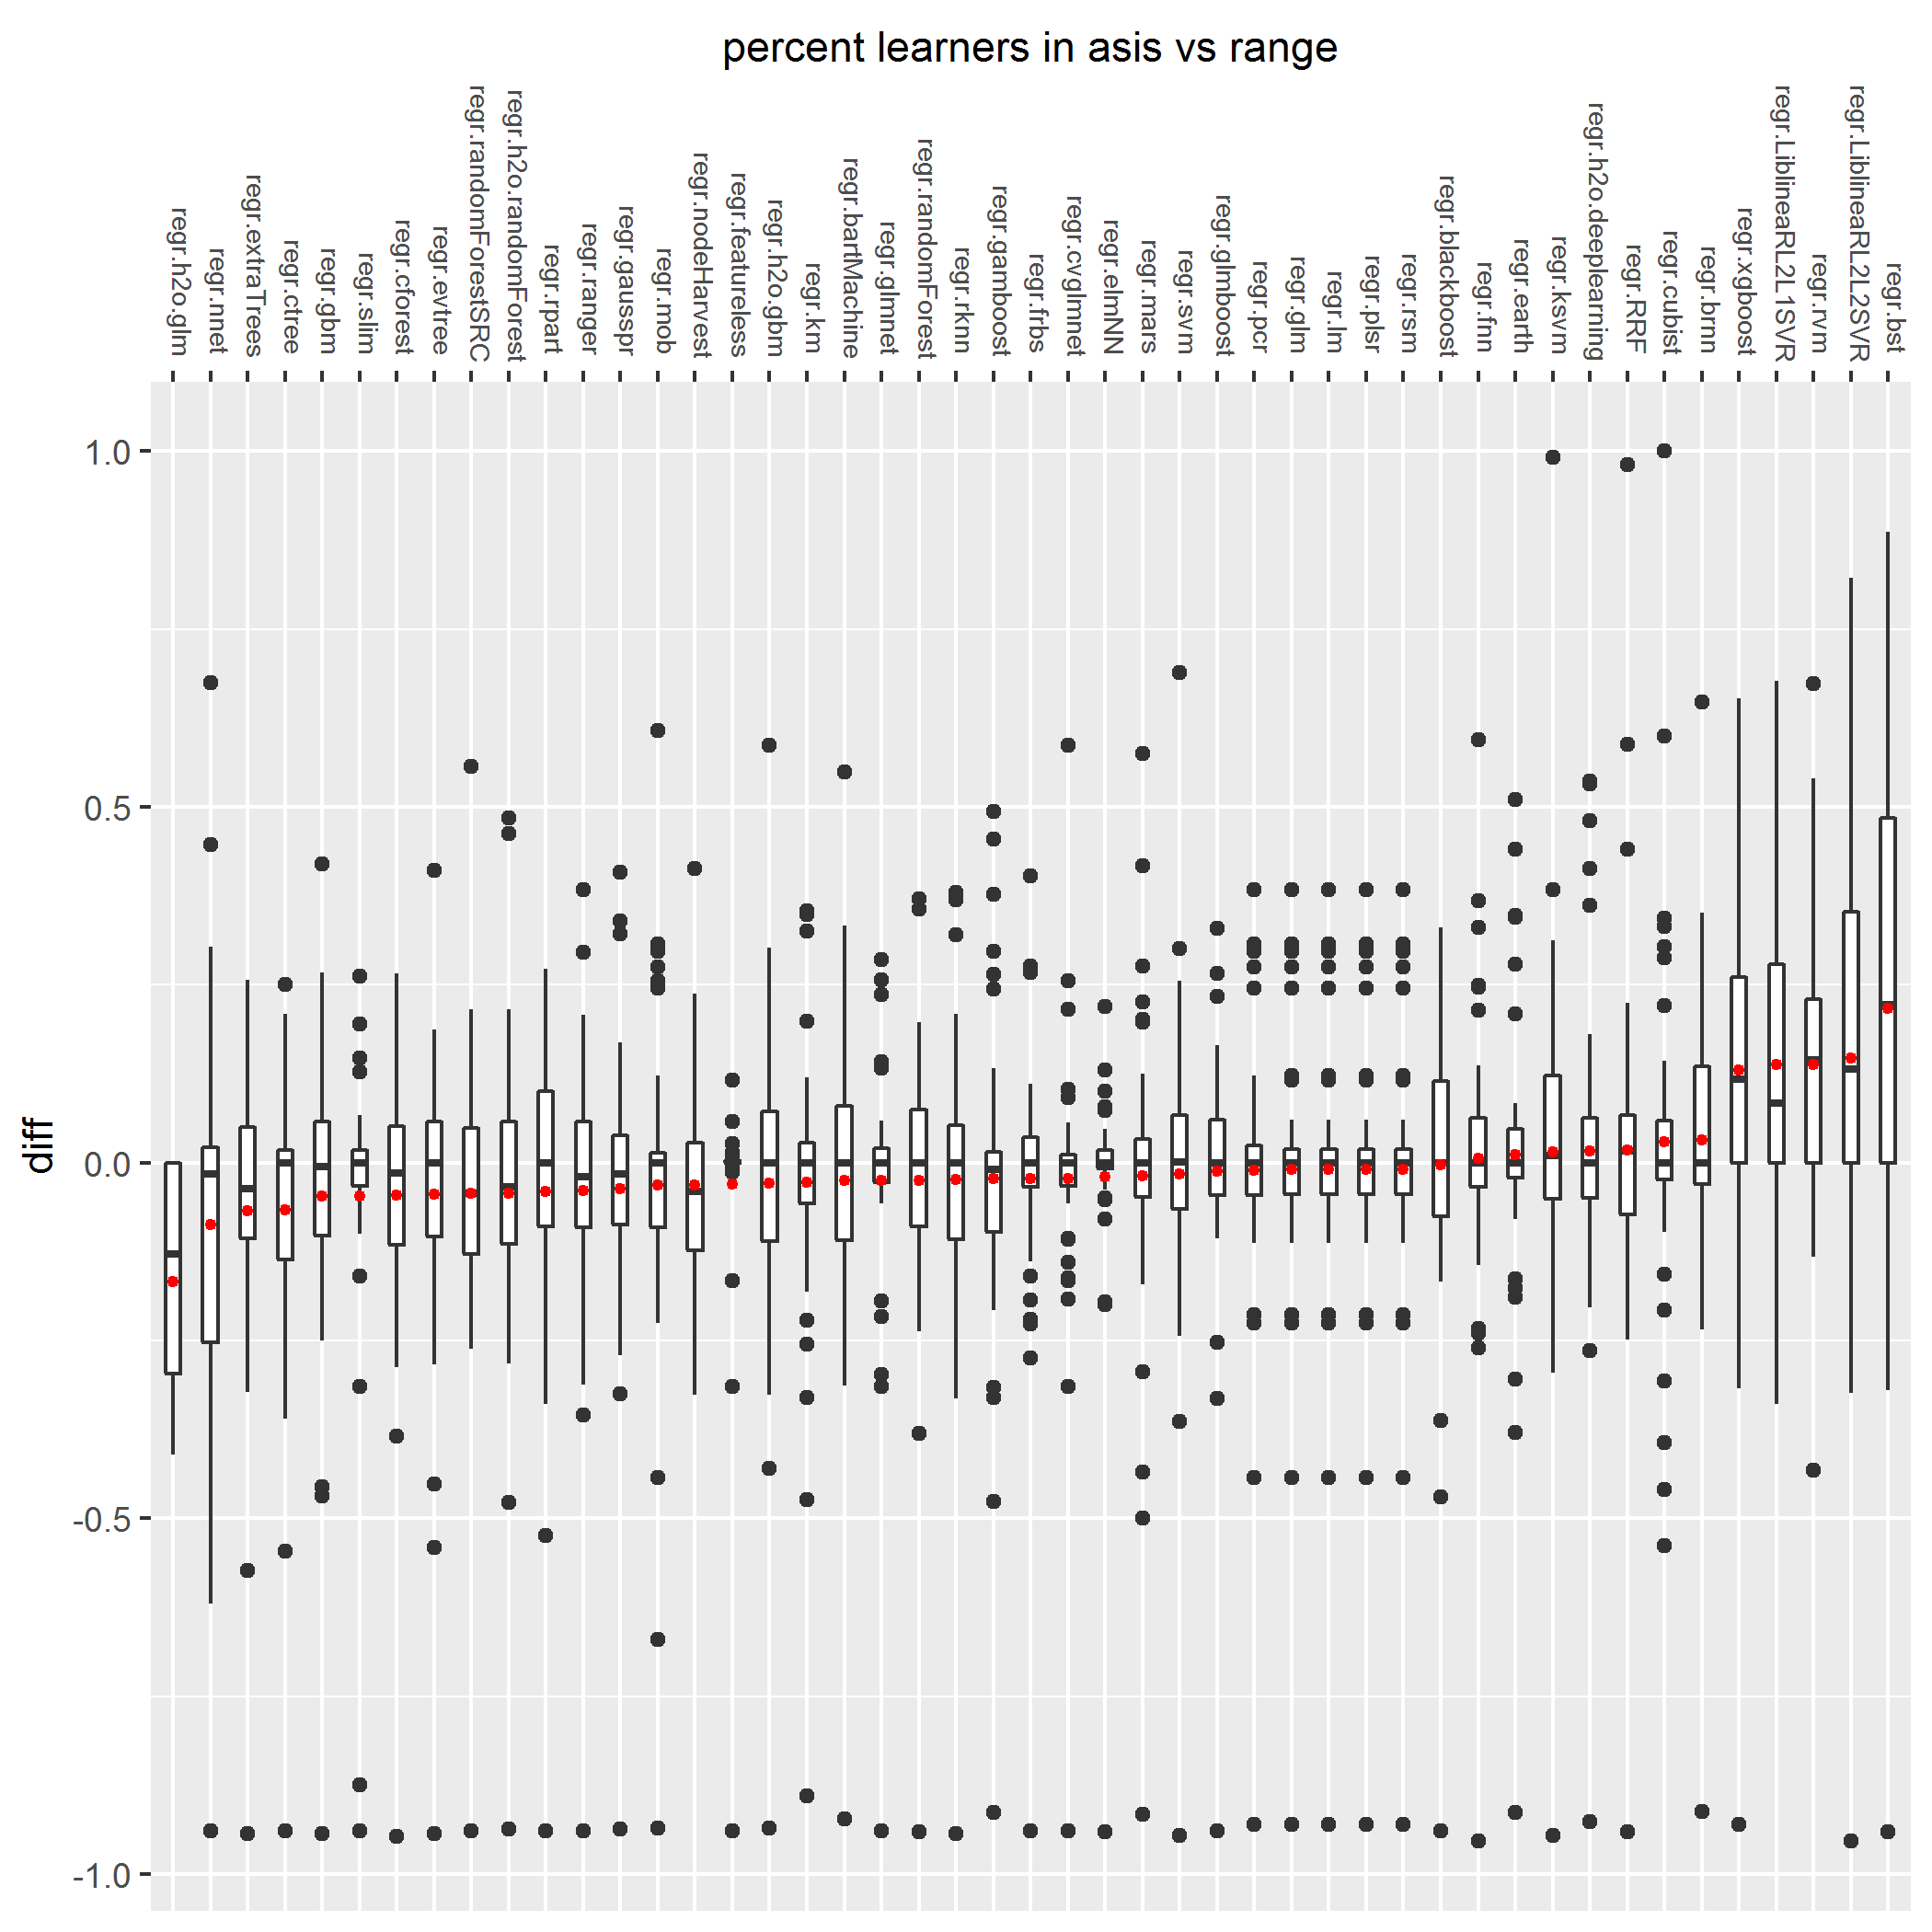 percent learners in asis vs range
regr.h2o.glm
regr.nnet
regr.extraTrees
regr.ctree
regr.gbm
regr.slim
regr.cforest
regr.evtree
regr.randomForestSRC
regr.h2o.randomForest
regr.rpart
regr.ranger
regr.gausspr
regr.mob
regr.nodeHarvest
regr.featureless
regr.h2o.gbm
regr.km
regr.bartMachine
regr.glmnet
regr.randomForest
regr.rknn
regr.gamboost
regr.frbs
regr.cvglmnet
regr.elmNN
regr.mars
regr.svm
regr.glmboost
regr.pcr
regr.glm
regr.lm
regr.plsr
regr.rsm
regr.blackboost
regr.fnn
regr.earth
regr.ksvm
regr.h2o.deeplearning
regr.RRF
regr.cubist
regr.brnn
regr.xgboost
regr.LiblineaRL2L1SVR
regr.rvm
regr.LiblineaRL2L2SVR
regr.bst
1.0
0.5
0.0
-0.5
-1.0
diff